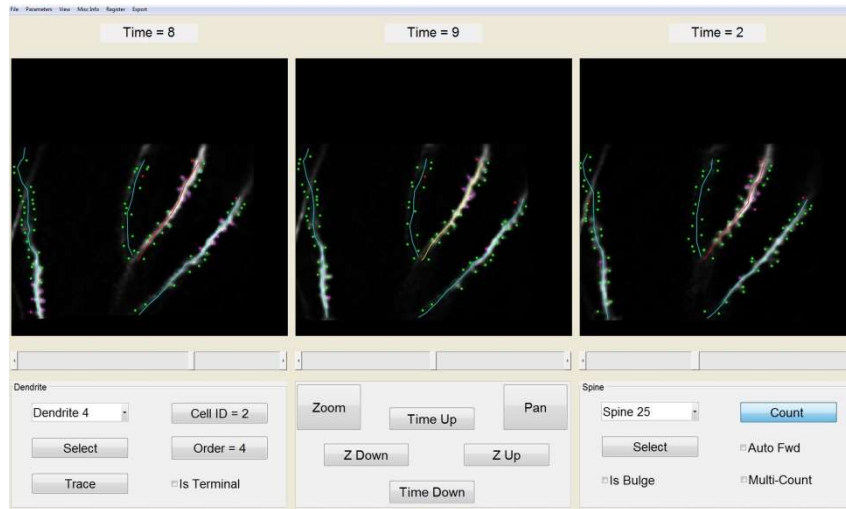 File Parameters View Misc Info Register Export
Time = 8 Time = 9 Time = 2
Dendrite
Dendrite 4 Cell ID = 2
Select Order = 4
Trace Is Terminal
Zoom Time Up Pan
Z Down Z Up
Time Down
Spine
Spine 25 Count
Select Auto Fwd
Is Bulge Multi-Count